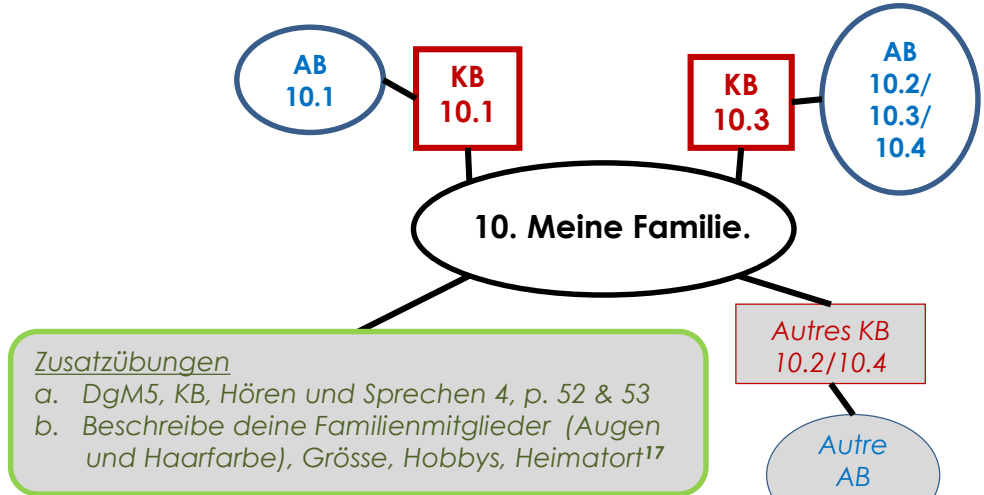 AB
10.1
KB
10.1
KB
10.3
AB
10.2/
10.3/
10.4
10. Meine Familie.
Zusatzübungen
a. DgM5, KB, Hören und Sprechen 4, p. 52 & 53
b. Beschreibe deine Familienmitglieder (Augen
und Haarfarbe), Grösse, Hobbys, Heimatort¹⁷
Autres KB
10.2/10.4
Autre
AB